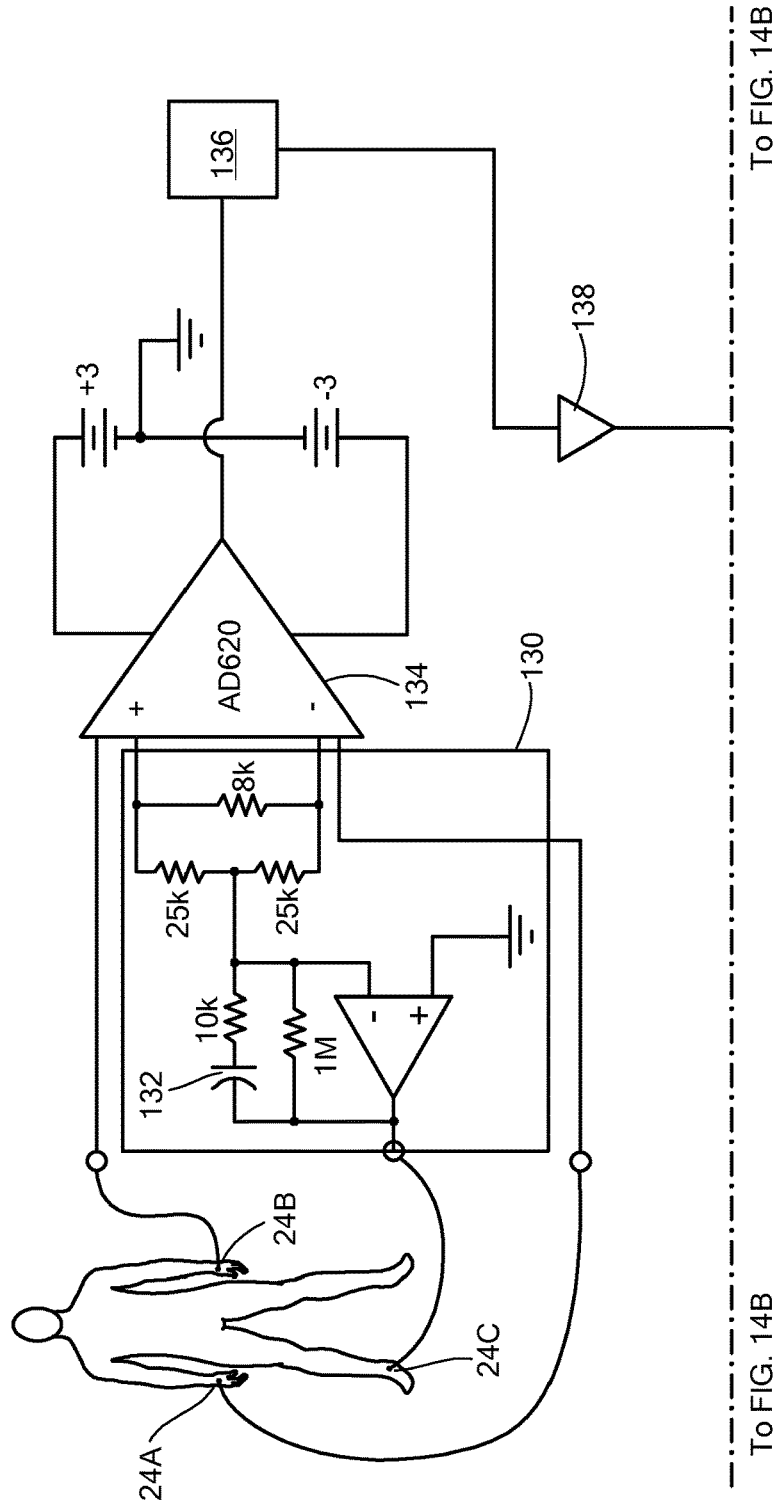 To FIG. 14B
136
138
+3
-3
AD620
+
-
134
130
8k
25k
25k
10k
1M
132
-
+
24B
24A
24C
To FIG. 14B